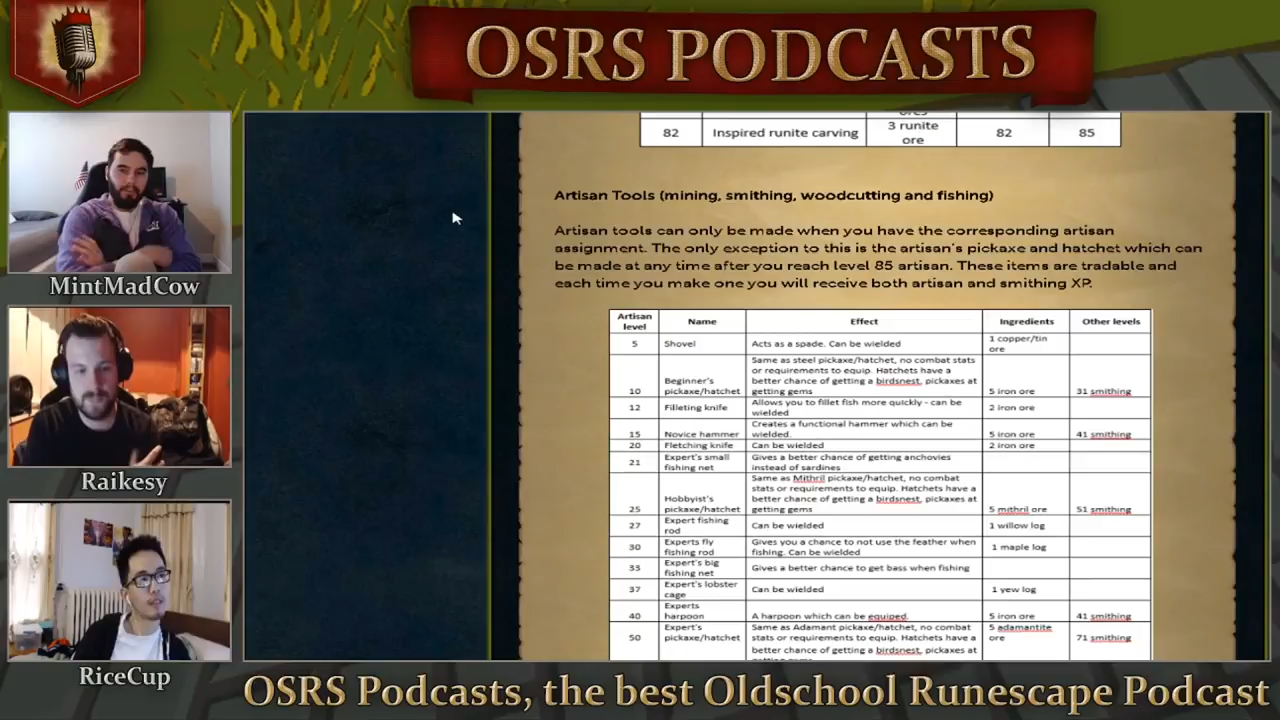 OSRS PODCASTS
MintMadCow
Raikesy
RiceCup
82 Inspired runite carving 3 runite ore 82 85
Artisan Tools (mining, smithing, woodcutting and fishing)
Artisan tools can only be made when you have the corresponding artisan
assignment. The only exception to this is the artisan's pickaxe and hatchet which can
be made at any time after you reach level 85 artisan. These items are tradable and
each time you make one you will receive both artisan and smithing XP.
Artisan level Name Effect Ingredients Other levels
5 Shovel Acts as a spade. Can be wielded 1 copper/tin ore
10 Beginner's pickaxe/hatchet Same as steel pickaxe/hatchet, no combat stats or requirements to equip. Hatchets have a better chance of getting a birdsnest, pickaxes at getting gems 5 iron ore 31 smithing
12 Filleting knife Allows you to fillet fish more quickly - can be wielded 2 iron ore
15 Novice hammer Creates a functional hammer which can be wielded. 5 iron ore 41 smithing
20 Fletching knife Can be wielded 2 iron ore
21 Expert's small fishing net Gives a better chance of getting anchovies instead of sardines
25 Hobbyist's pickaxe/hatchet Same as Mithril pickaxe/hatchet, no combat stats or requirements to equip. Hatchets have a better chance of getting a birdsnest, pickaxes at getting gems 5 mithril ore 51 smithing
27 Expert fishing rod Can be wielded 1 willow log
30 Experts fly fishing rod Gives you a chance to not use the feather when fishing. Can be wielded 1 maple log
33 Expert's big fishing net Gives a better chance to get bass when fishing
37 Expert's lobster cage Can be wielded 1 yew log
40 Experts harpoon A harpoon which can be equiped. 5 iron ore 41 smithing
50 Expert's pickaxe/hatchet Same as Adamant pickaxe/hatchet, no combat stats or requirements to equip. Hatchets have a better chance of getting a birdsnest, pickaxes at 5 adamantite ore 71 smithing
OSRS Podcasts, the best Oldschool Runescape Podcast